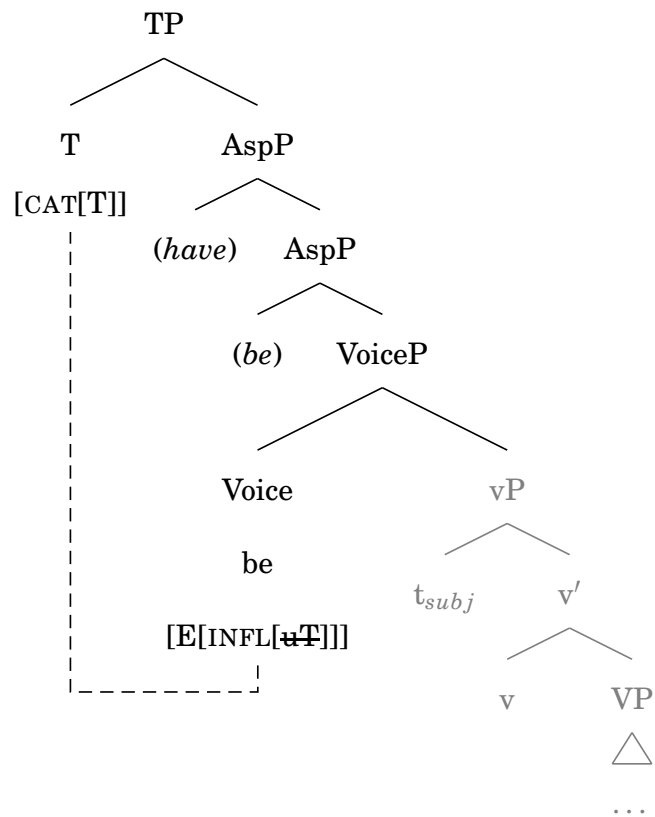 TP
T AspP
[CAT[T]]
(have) AspP
(be) VoiceP
Voice vP
be
t_subj v′
[E[INFL[uT]]]
v VP
...